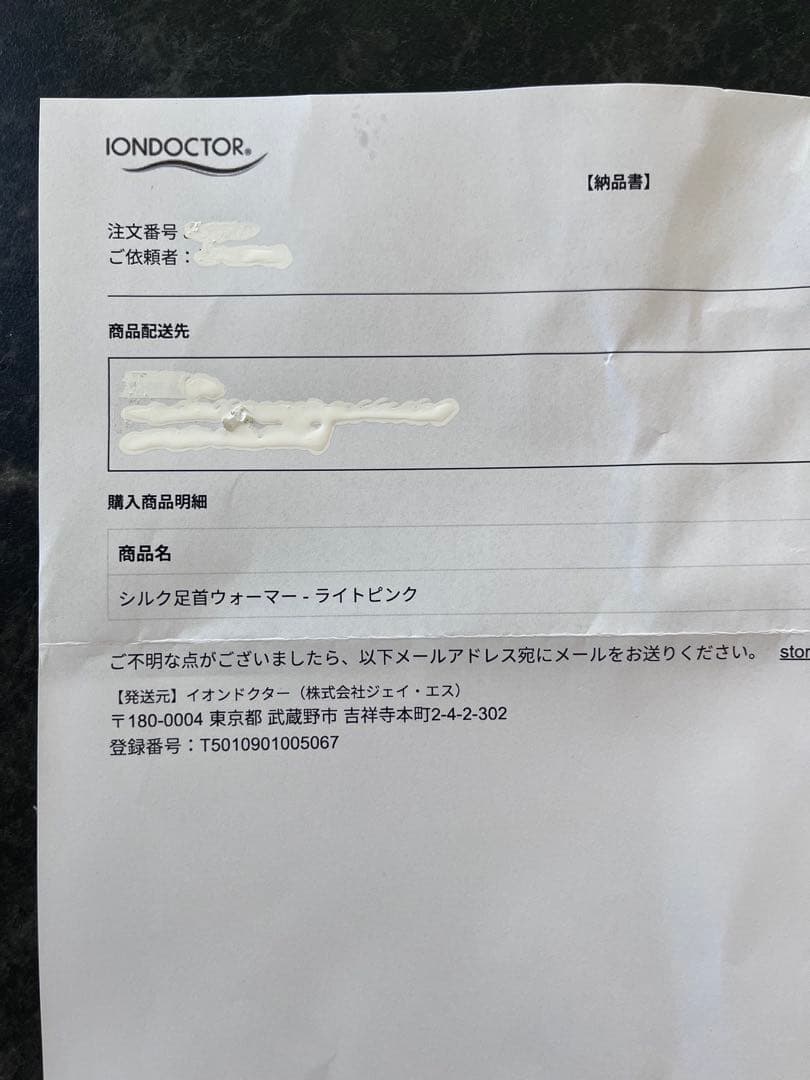 IONDOCTOR®
【納品書】
注文番号
ご依頼者：
商品配送先
購入商品明細
商品名
シルク足首ウォーマー - ライトピンク
ご不明な点がございましたら、以下メールアドレス宛にメールをお送りください。 stor
【発送元】イオンドクター（株式会社ジェイ・エス）
〒180-0004 東京都 武蔵野市 吉祥寺本町2-4-2-302
登録番号：T5010901005067